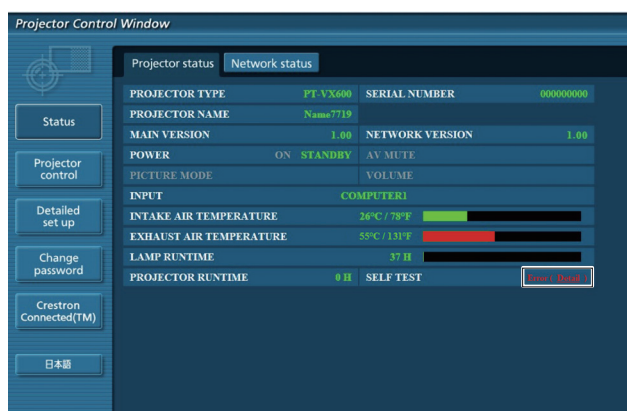 Projector Control Window
Projector status Network status
PROJECTOR TYPE PT-VX600 SERIAL NUMBER 000000000
PROJECTOR NAME Name7719
MAIN VERSION 1.00 NETWORK VERSION 1.00
POWER ON STANDBY AV MUTE
PICTURE MODE VOLUME
INPUT COMPUTER1
INTAKE AIR TEMPERATURE 26°C / 78°F
EXHAUST AIR TEMPERATURE 55°C / 131°F
LAMP RUNTIME 37 H
PROJECTOR RUNTIME 0 H SELF TEST
Status
Projector
control
Detailed
set up
Change
password
Crestron
Connected(TM)
日本語